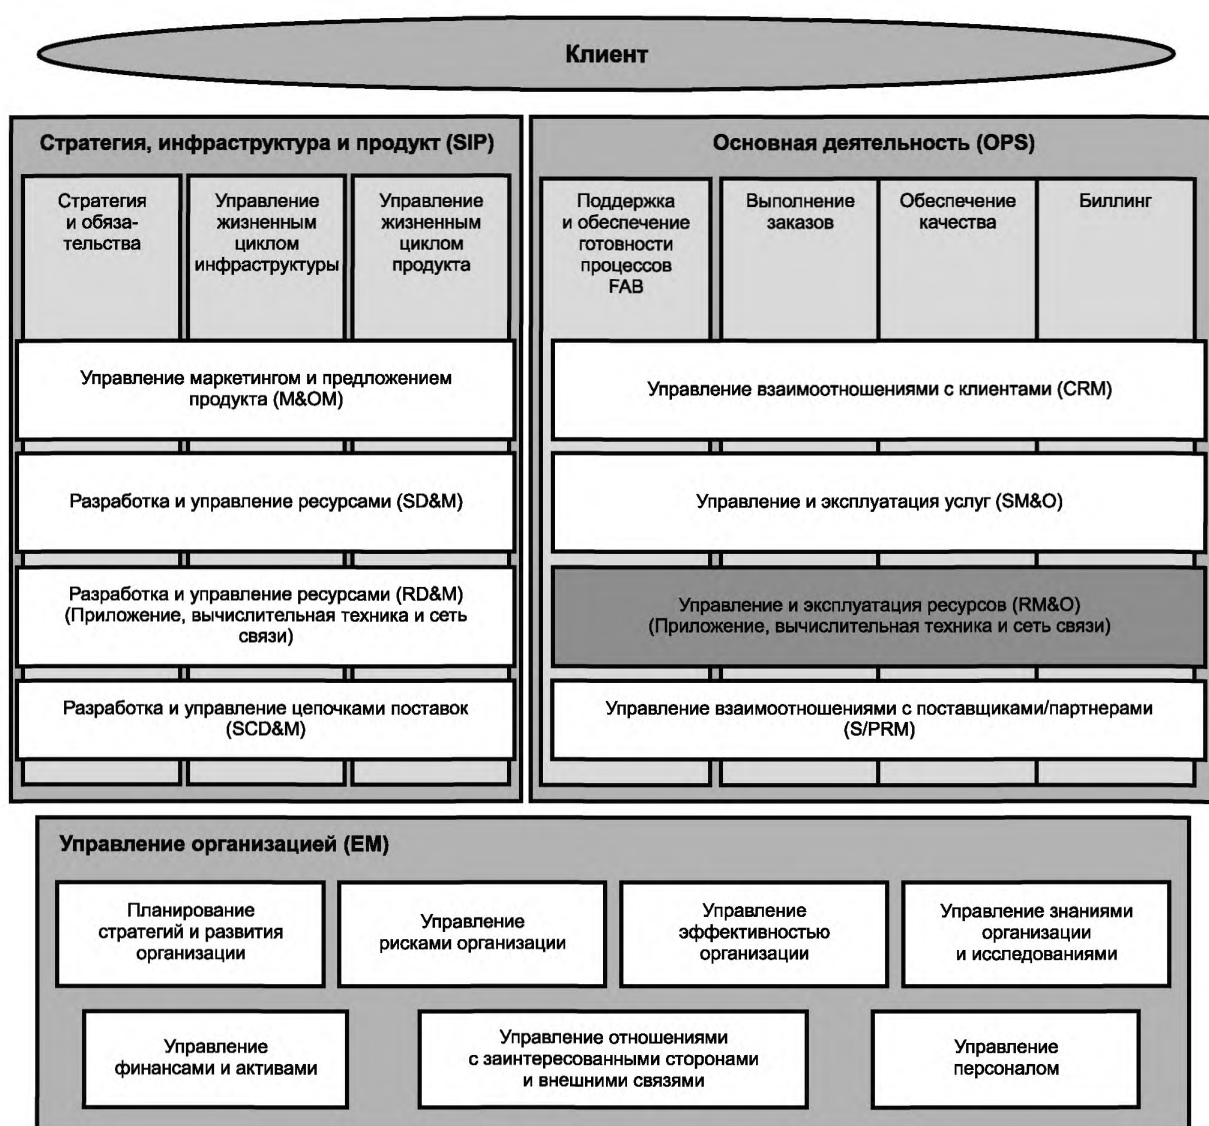 Клиент
Стратегия, инфраструктура и продукт (SIP)
Стратегия
и обяза-
тельства
Управление
жизненным
циклом
инфраструктуры
Управление
жизненным
циклом
продукта
Управление маркетингом и предложением
продукта (M&OM)
Разработка и управление ресурсами (SD&M)
Разработка и управление ресурсами (RD&M)
(Приложение, вычислительная техника и сеть
связи)
Разработка и управление цепочками поставок
(SCD&M)
Основная деятельность (OPS)
Поддержка
и обеспечение
готовности
процессов
FAB
Выполнение
заказов
Обеспечение
качества
Биллинг
Управление взаимоотношениями с клиентами (CRM)
Управление и эксплуатация услуг (SM&O)
Управление и эксплуатация ресурсов (RM&O)
(Приложение, вычислительная техника и сеть связи)
Управление взаимоотношениями с поставщиками/партнерами
(S/PRM)
Управление организацией (EM)
Планирование
стратегий и развития
организации
Управление
рисками организации
Управление
эффективностью
организации
Управление знаниями
организации
и исследованиями
Управление
финансами и активами
Управление отношениями
с заинтересованными сторонами
и внешними связями
Управление
персоналом